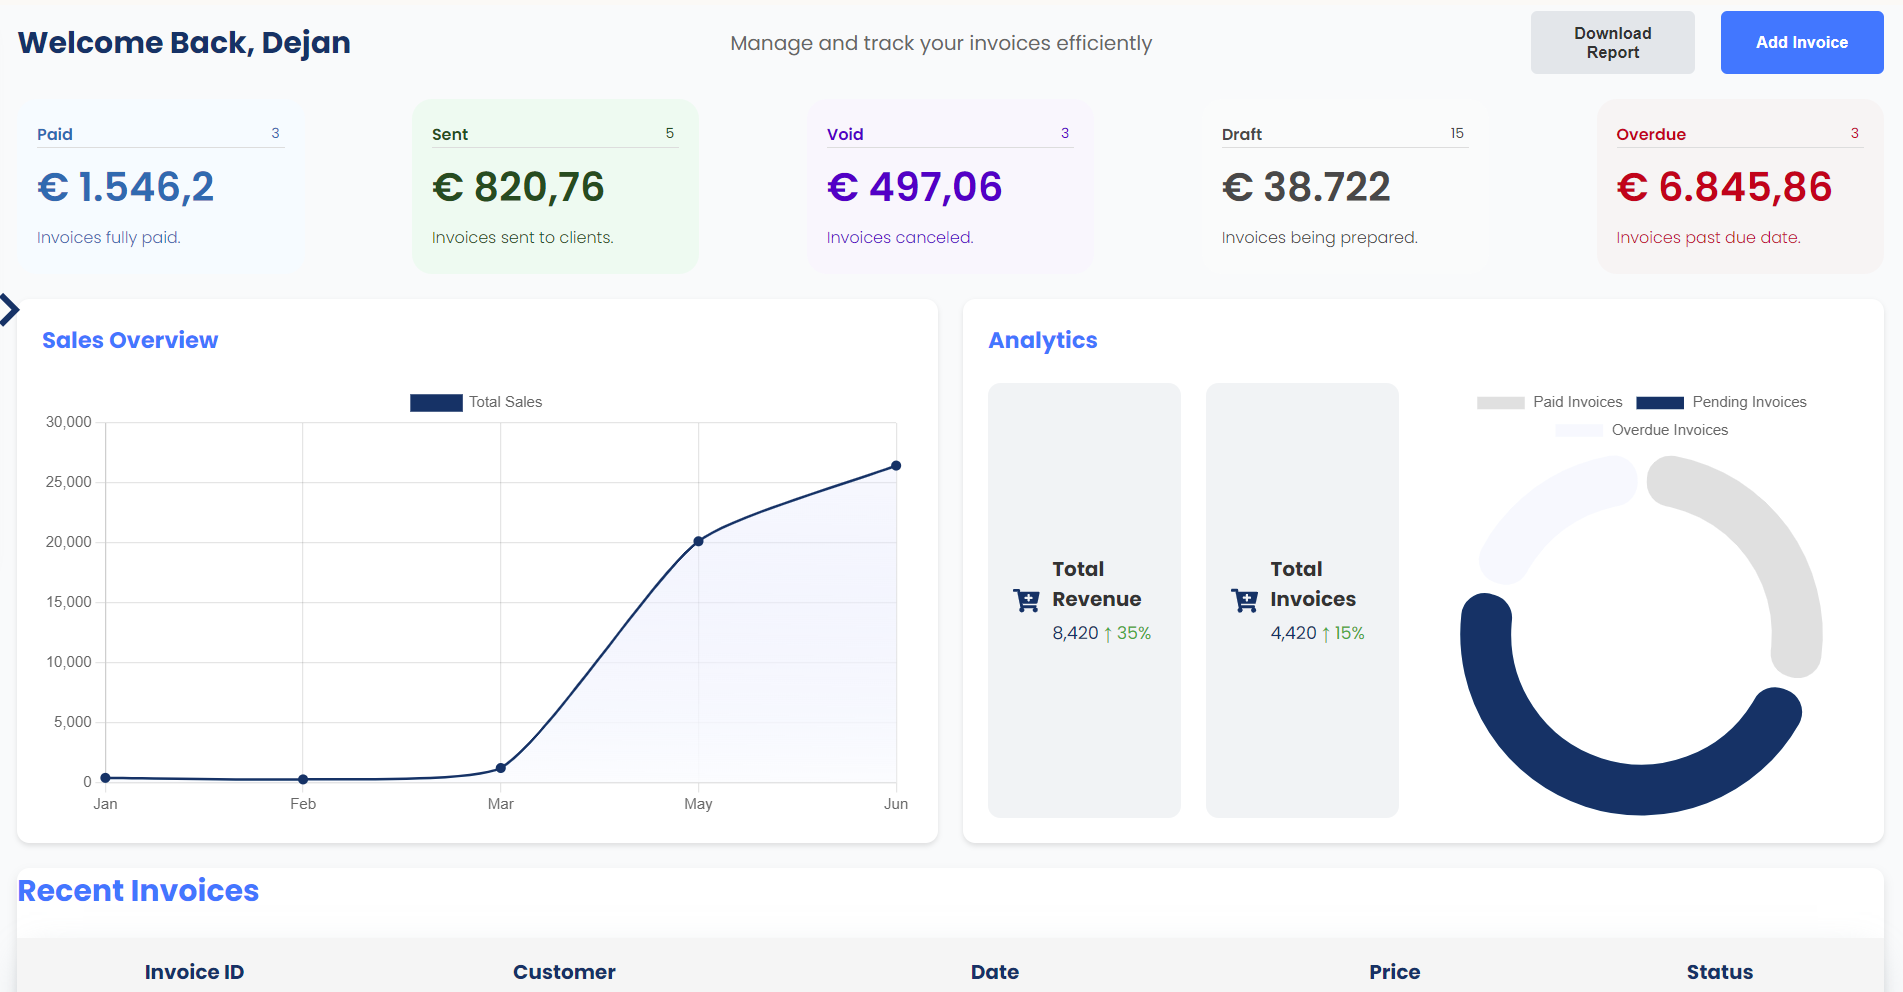 Welcome Back, Dejan
Manage and track your invoices efficiently
Download
Report
Add Invoice
Paid 3
€ 1.546,2
Invoices fully paid.
Sent 5
€ 820,76
Invoices sent to clients.
Void 3
€ 497,06
Invoices canceled.
Draft 15
€ 38.722
Invoices being prepared.
Overdue 3
€ 6.845,86
Invoices past due date.
Sales Overview
Total Sales
30,000
25,000
20,000
15,000
10,000
5,000
0
Jan Feb Mar May Jun
Analytics
Total
Revenue
8,420 ↑ 35%
Total
Invoices
4,420 ↑ 15%
Paid Invoices Pending Invoices
Overdue Invoices
Recent Invoices
Invoice ID Customer Date Price Status